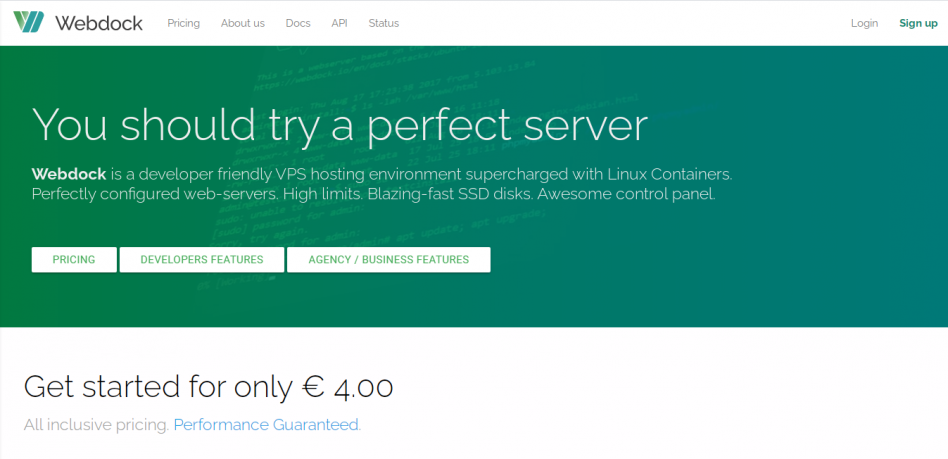 Webdock
Pricing
About us
Docs
API
Status
Login
Sign up
You should try a perfect server
Webdock is a developer friendly VPS hosting environment supercharged with Linux Containers.
Perfectly configured web-servers. High limits. Blazing-fast SSD disks. Awesome control panel.
PRICING
DEVELOPERS FEATURES
AGENCY / BUSINESS FEATURES
Get started for only € 4.00
All inclusive pricing. Performance Guaranteed.